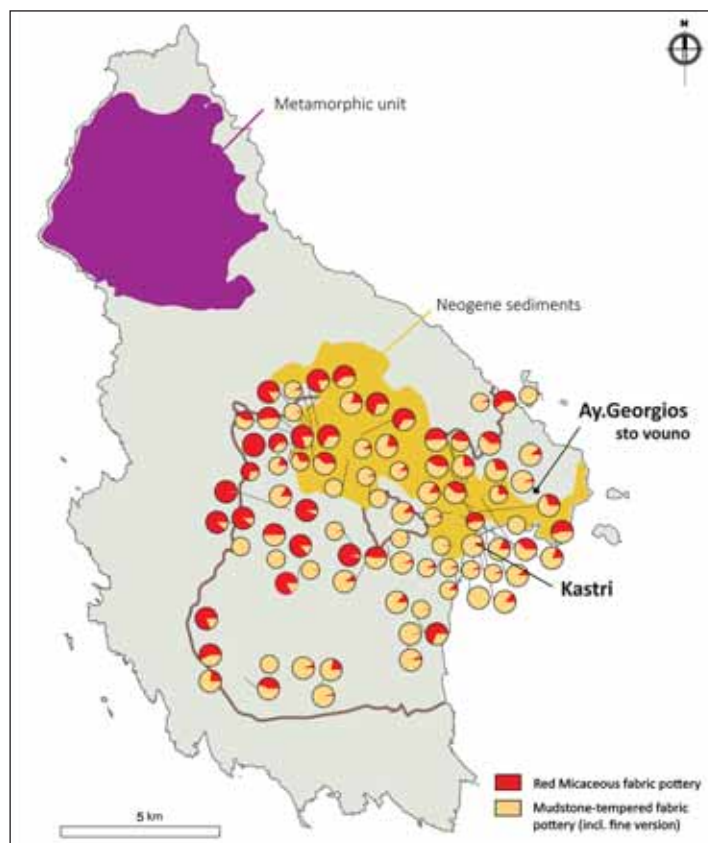 N
Metamorphic unit
Neogene sediments
Ay.Georgios
sto vouno
Kastri
Red Micaceous fabric pottery
Mudstone-tempered fabric
pottery (incl. fine version)
5 km